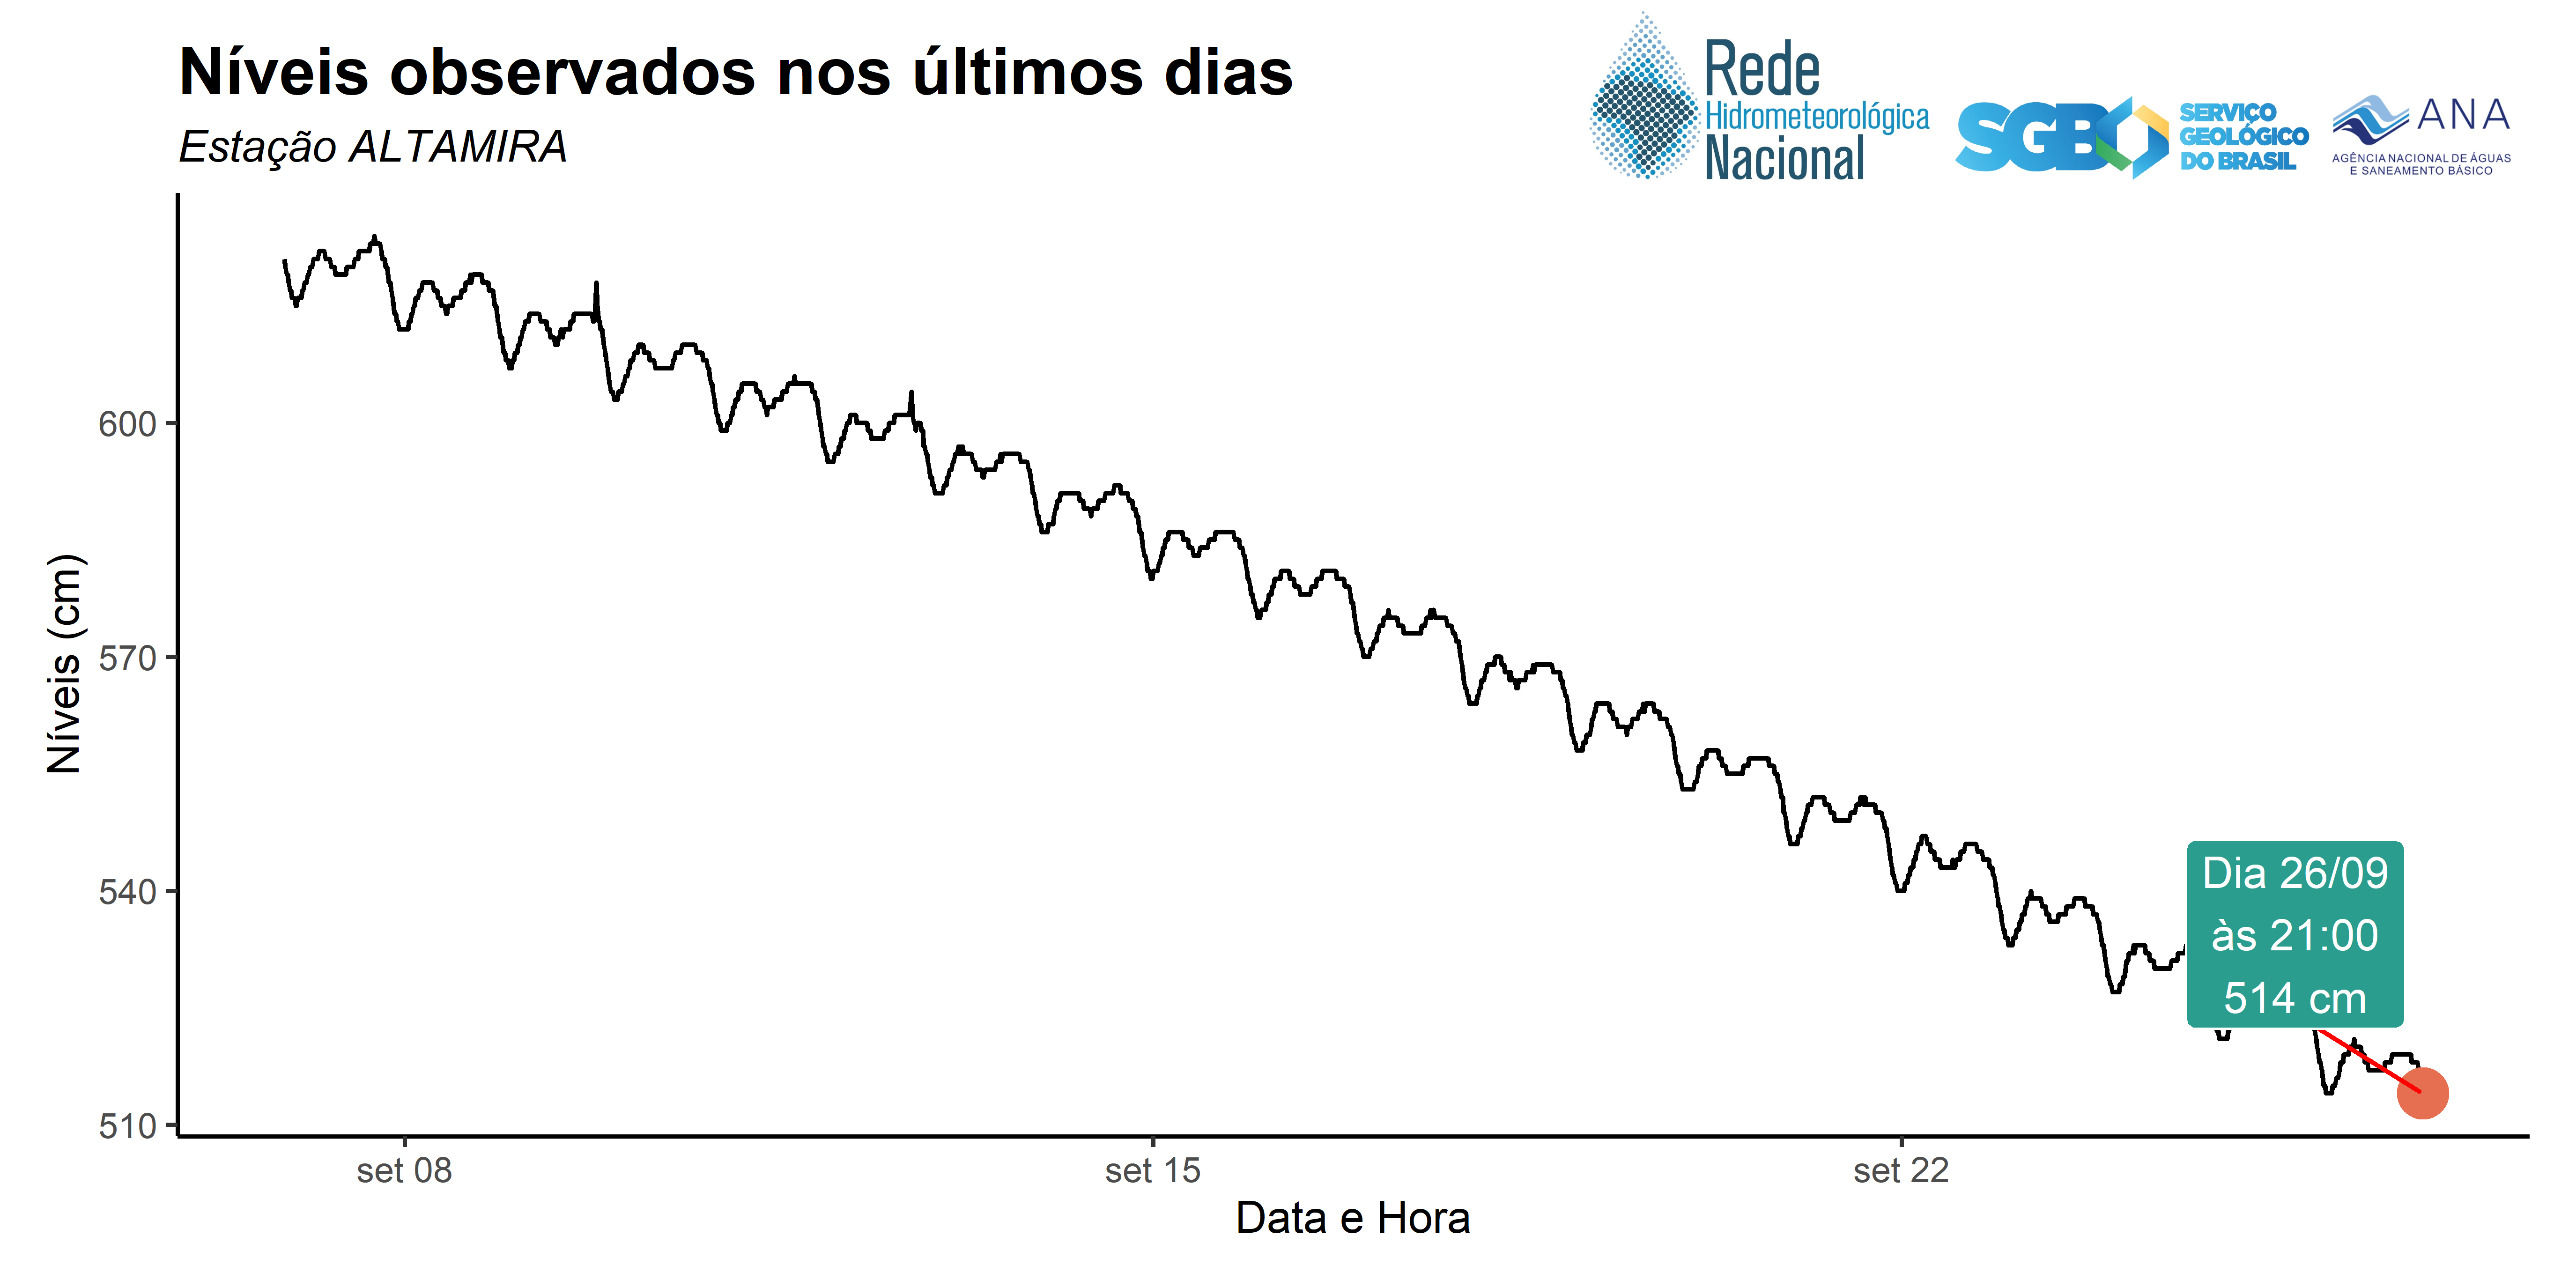 Níveis observados nos últimos dias
Estação ALTAMIRA
Rede
Hidrometeorológica
Nacional
SGB
SERVIÇO
GEOLÓGICO
DO BRASIL
ANA
AGÊNCIA NACIONAL DE ÁGUAS
E SANEAMENTO BÁSICO
Níveis (cm)
600
570
540
510
Dia 26/09
às 21:00
514 cm
set 08
set 15
set 22
Data e Hora